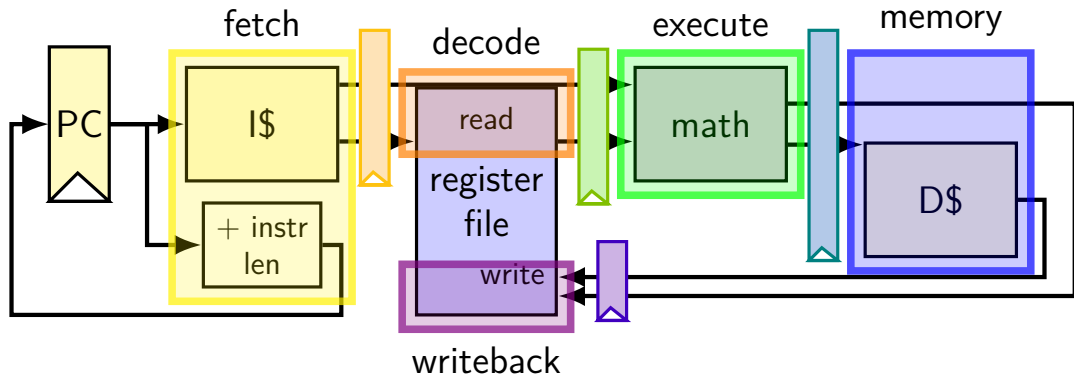 fetch
decode
execute
memory
PC
I$
read
math
register
file
D$
+ instr
len
write
writeback